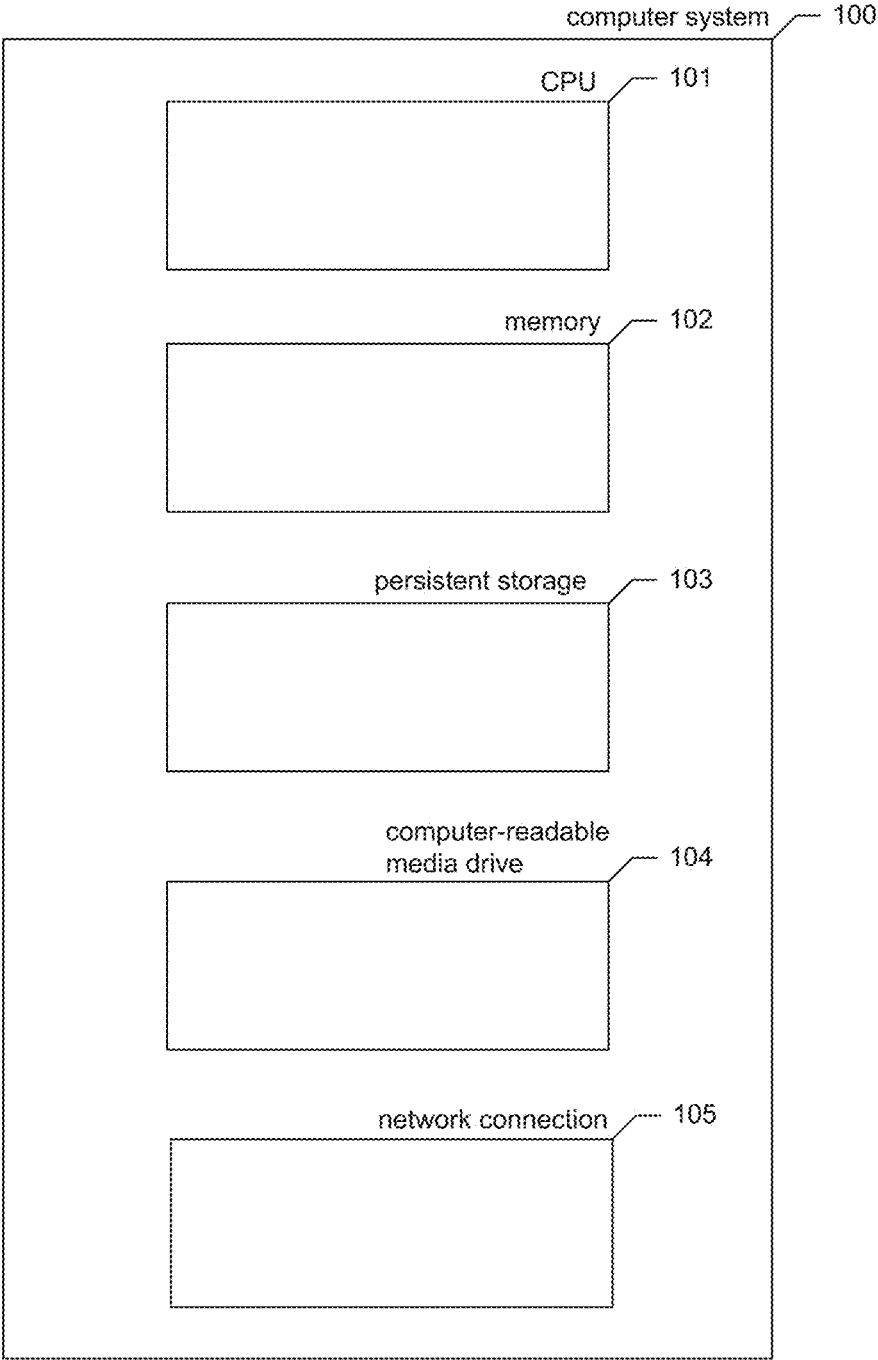 computer system 100
CPU 101
memory 102
persistent storage 103
computer-readable
media drive 104
network connection 105